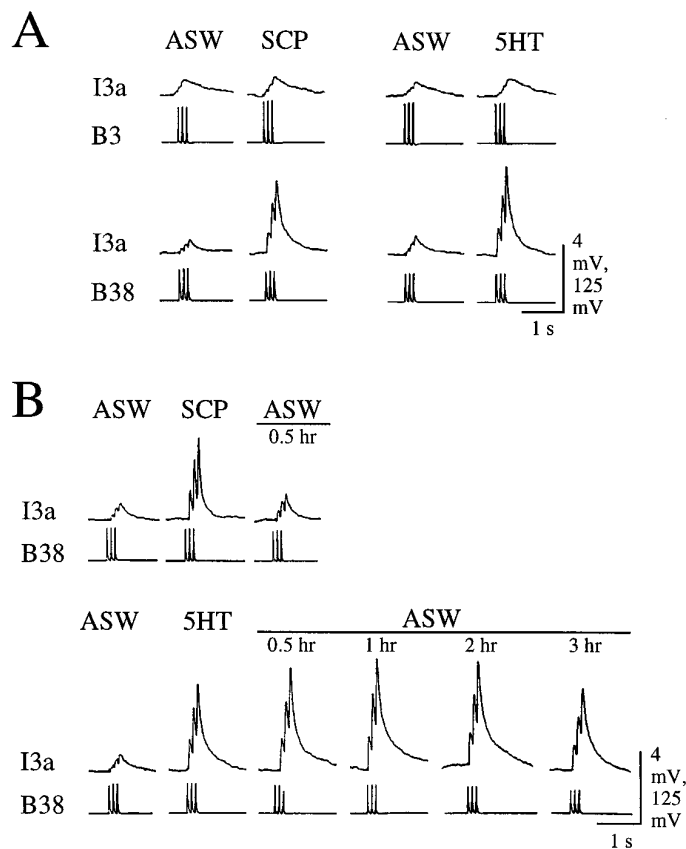 A
ASW SCP ASW 5HT
I3a
B3
I3a
B38
4
mV,
125
mV
1 s
B
ASW SCP ASW
0.5 hr
I3a
B38
ASW 5HT ASW
0.5 hr 1 hr 2 hr 3 hr
I3a
B38
4
mV,
125
mV
1 s